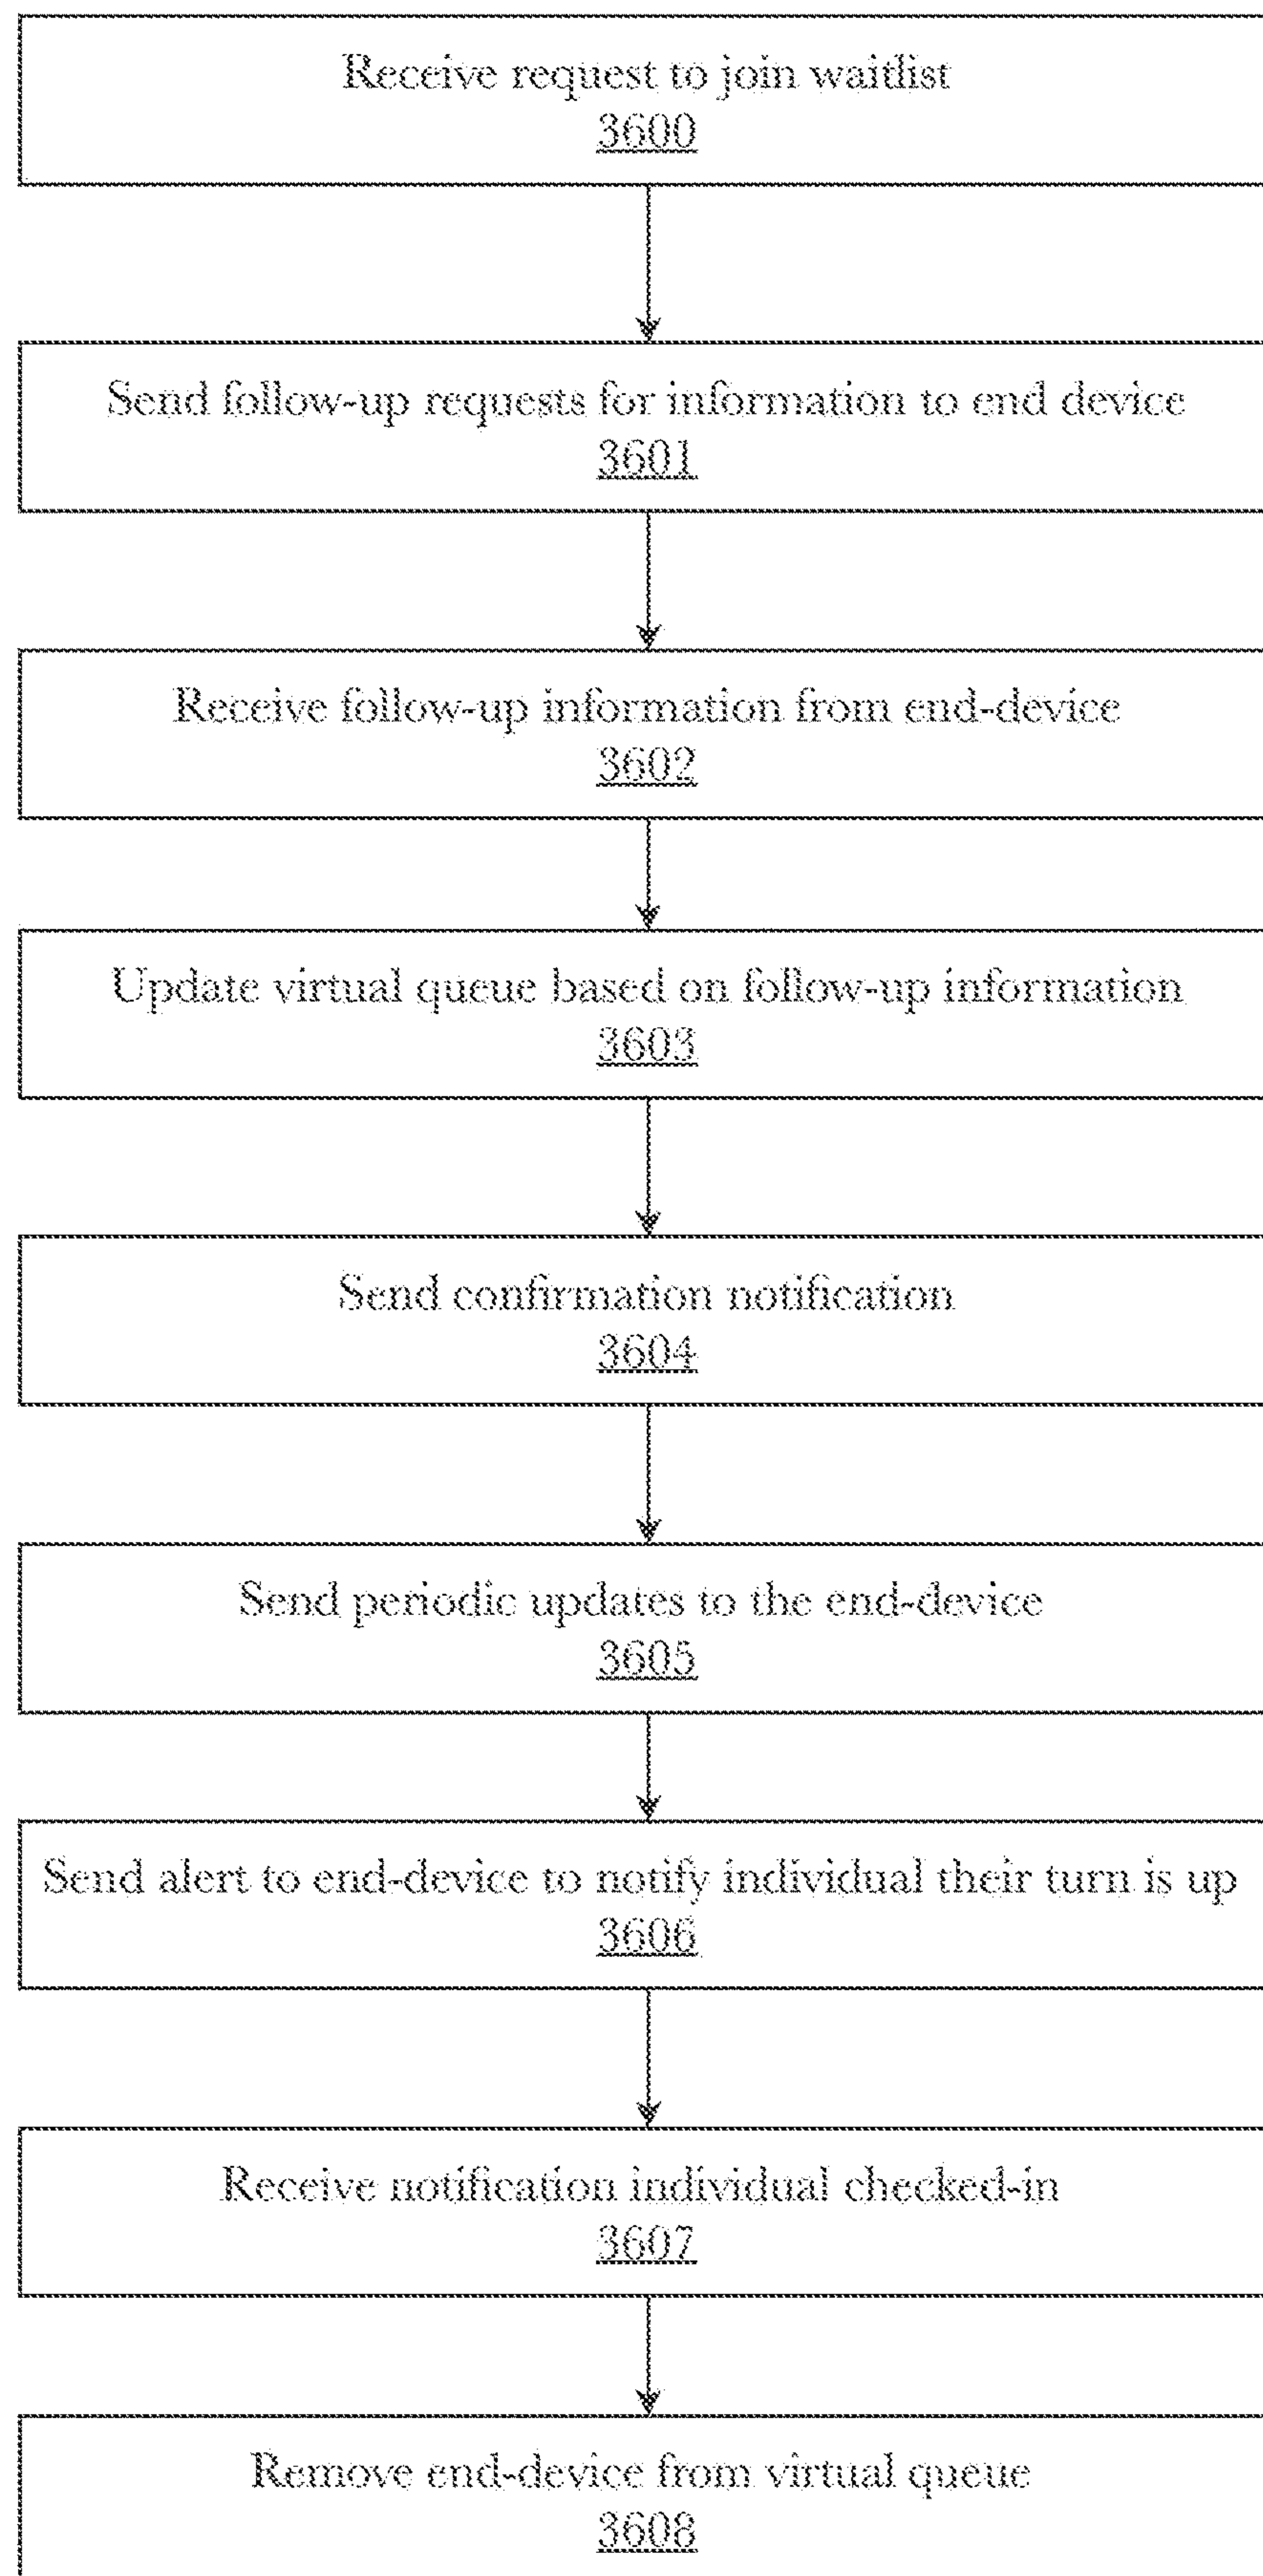 Receive request to join waitlist
3600
Send follow-up requests for information to end device
3601
Receive follow-up information from end-device
3602
Update virtual queue based on follow-up information
3603
Send confirmation notification
3604
Send periodic updates to the end-device
3605
Send alert to end-device to notify individual their turn is up
3606
Receive notification individual checked-in
3607
Remove end-device from virtual queue
3608